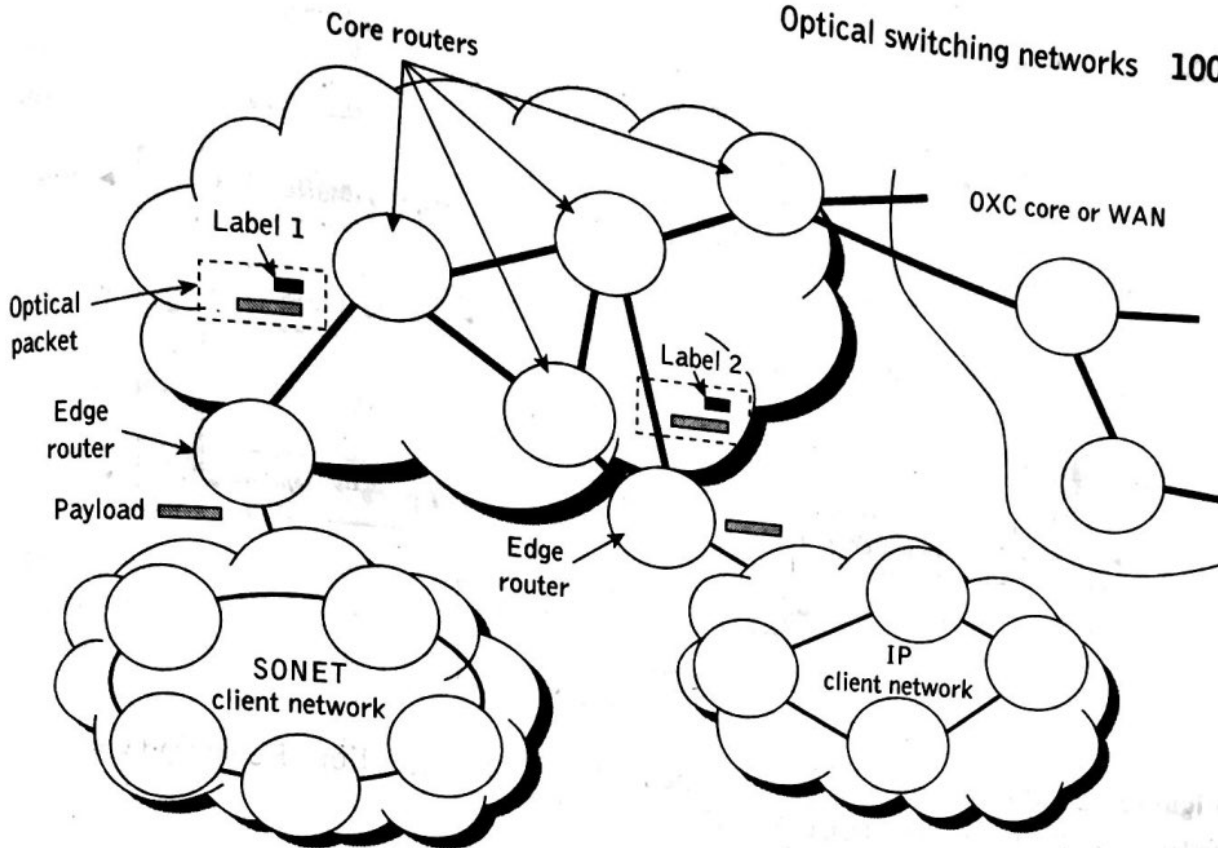 Optical switching networks 100
Core routers
OXC core or WAN
Label 1
Optical
packet
Label 2
Edge
router
Payload
Edge
router
SONET
client network
IP
client network